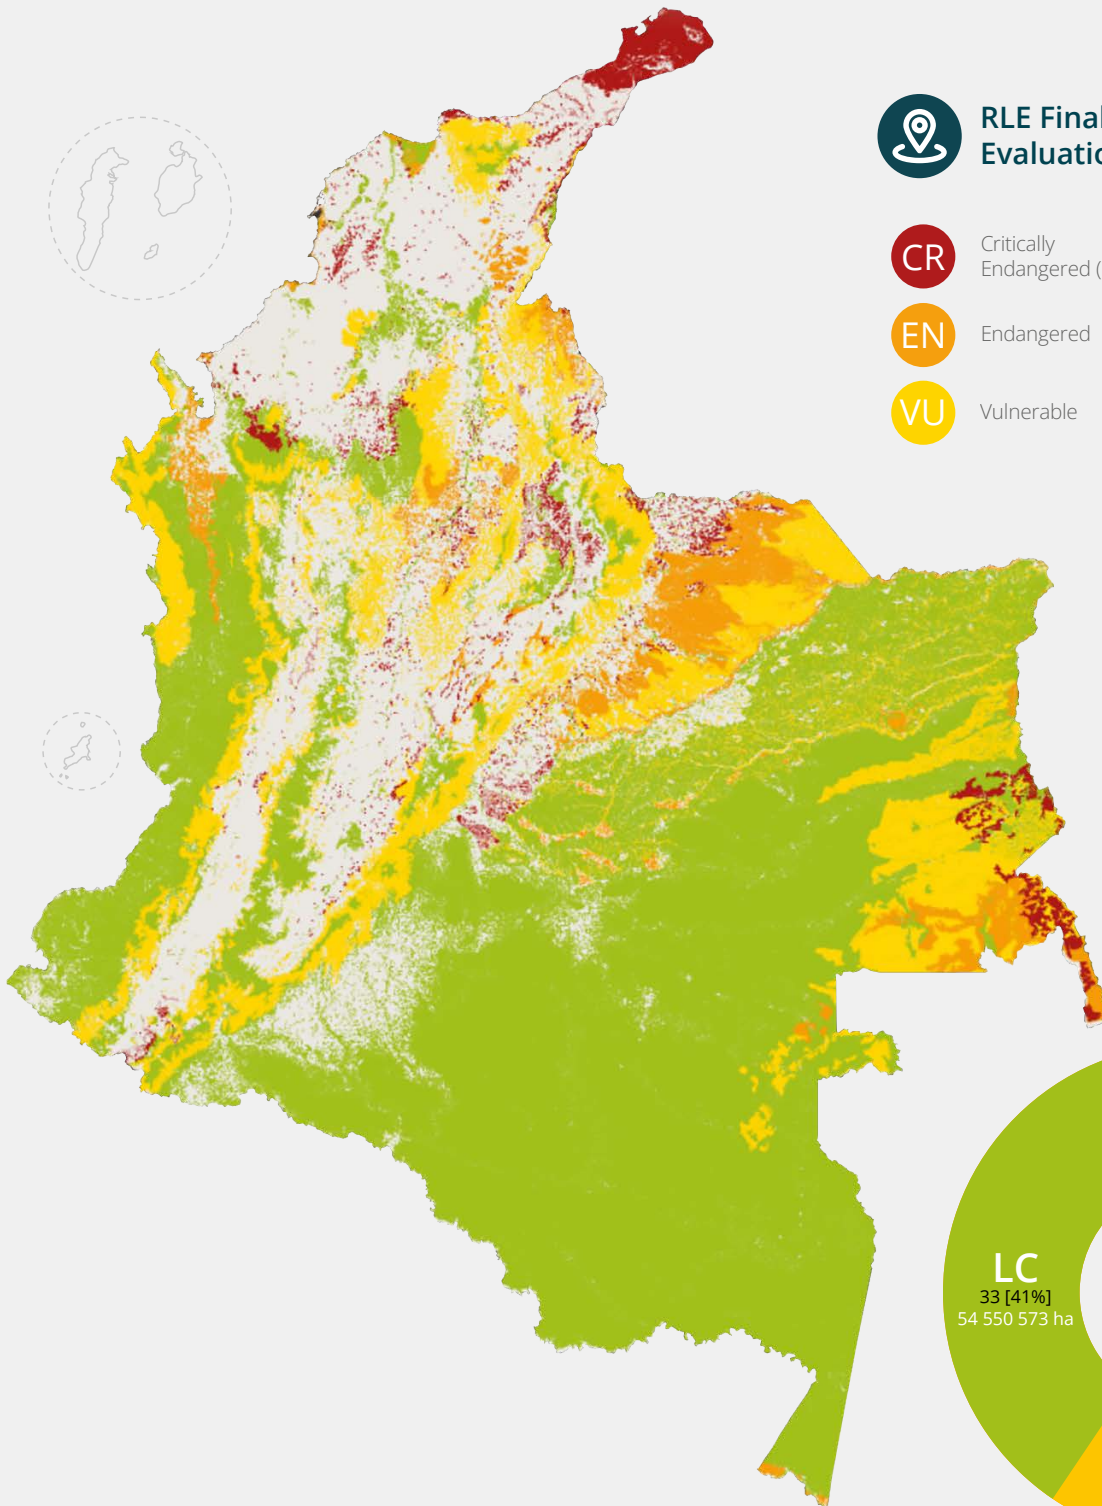 RLE Final
Evaluatio
CR
Critically
Endangered (
EN
Endangered
VU
Vulnerable
LC
33 [41%]
54 550 573 ha